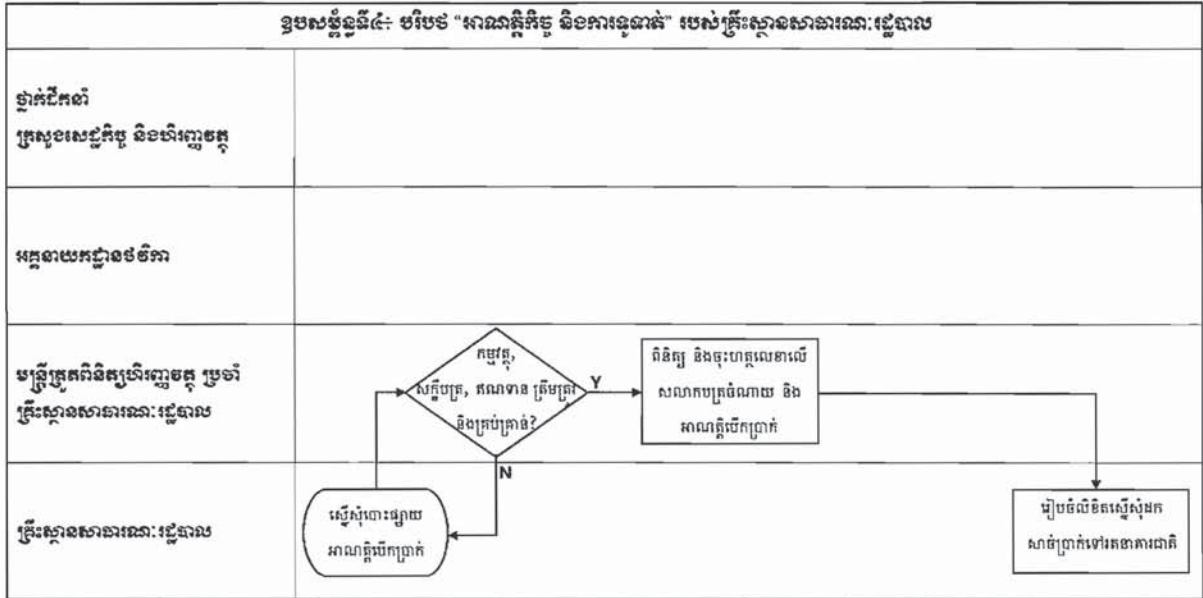 ឧបសម្ព័ន្ធទី៤៖ បរិបថ “អាណត្តិកិច្ច និងការទូទាត់” របស់គ្រឹះស្ថានសាធារណៈរដ្ឋបាល
ថ្នាក់ដឹកនាំ
ក្រសួងសេដ្ឋកិច្ច និងហិរញ្ញវត្ថុ
អគ្គនាយកដ្ឋានថវិកា
មន្ត្រីត្រួតពិនិត្យហិរញ្ញវត្ថុ ប្រចាំ
គ្រឹះស្ថានសាធារណៈរដ្ឋបាល
កម្មវត្ថុ,
សក្ខីបត្រ, ឥណទាន ត្រឹមត្រូវ
និងគ្រប់គ្រាន់?
Y
N
ពិនិត្យ និងចុះហត្ថលេខាលើ
សលាកបត្រចំណាយ និង
អាណត្តិបើកប្រាក់
គ្រឹះស្ថានសាធារណៈរដ្ឋបាល
ស្នើសុំបោះផ្សាយ
អាណត្តិបើកប្រាក់
រៀបចំលិខិតស្នើសុំដក
សាច់ប្រាក់ទៅរតនាគារជាតិ